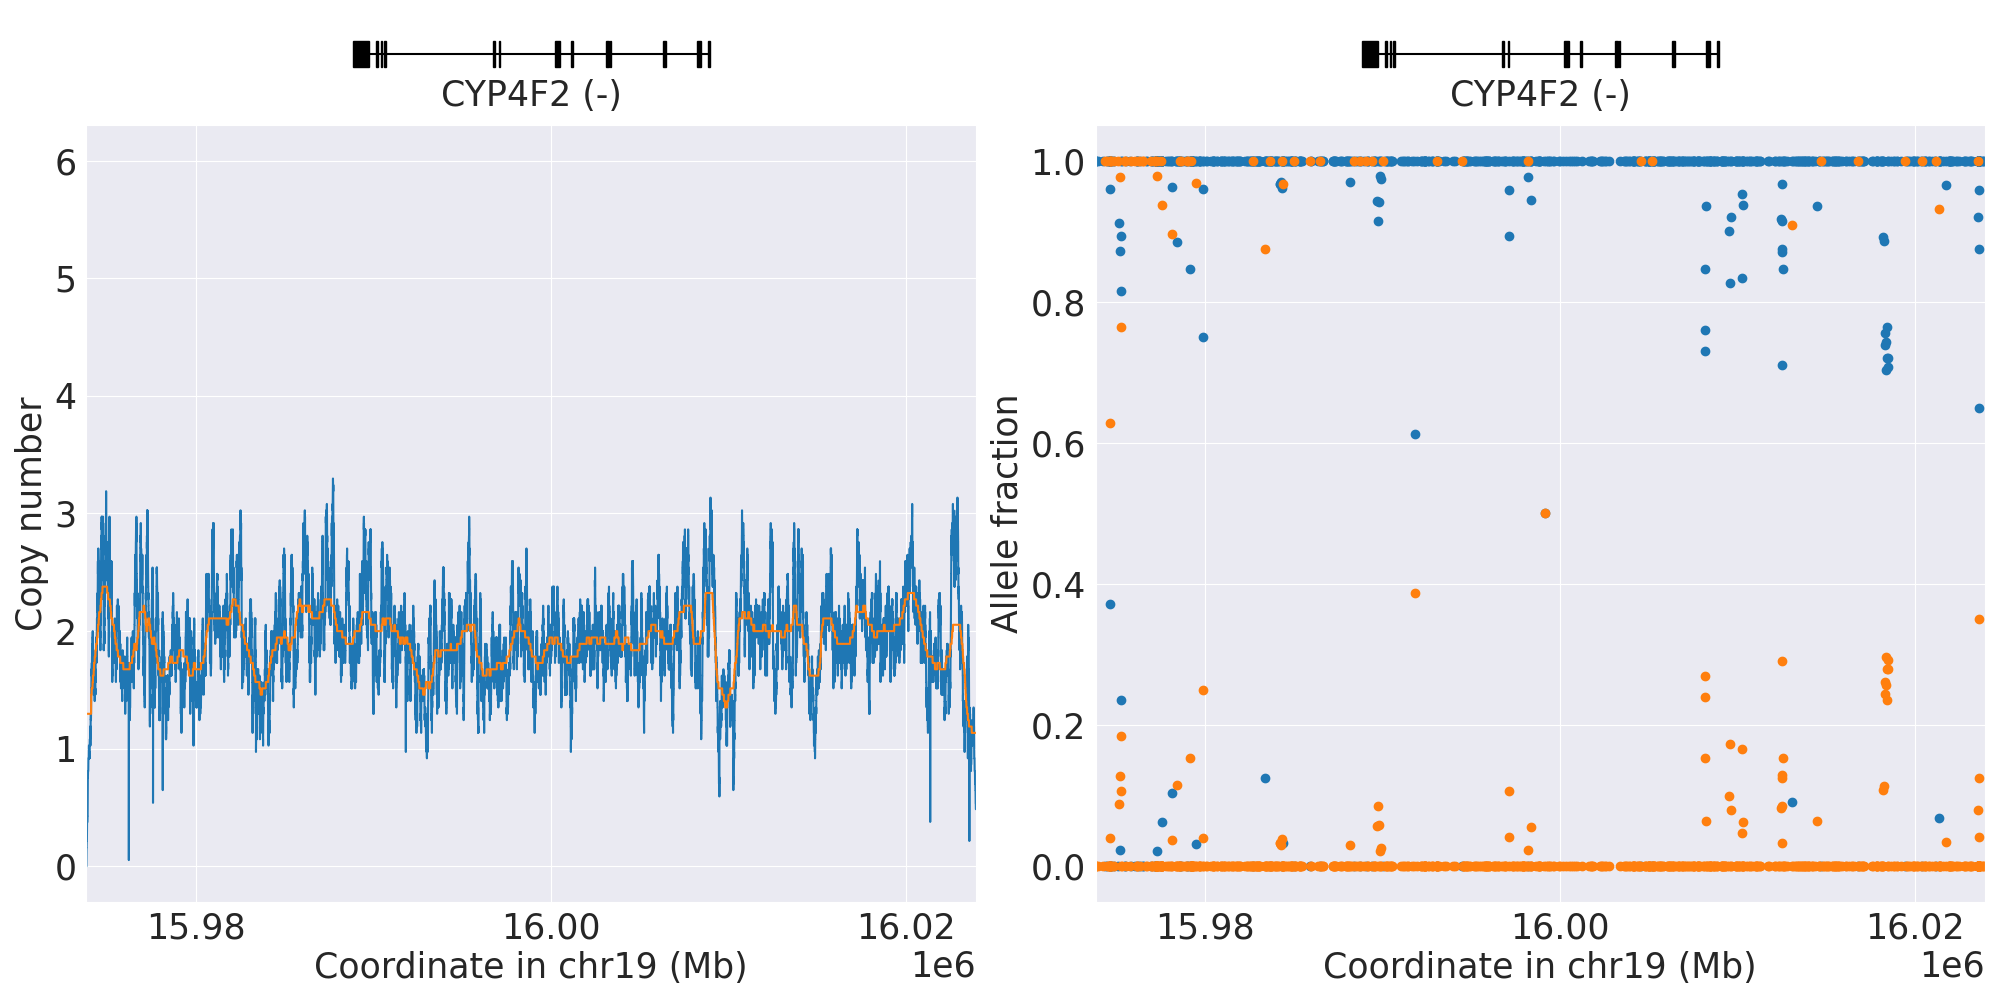 CYP4F2 (-)
6
5
4
3
2
1
0
Copy number
15.98
16.00
16.02
Coordinate in chr19 (Mb)
1e6
CYP4F2 (-)
1.0
0.8
0.6
0.4
0.2
0.0
Allele fraction
15.98
16.00
16.02
Coordinate in chr19 (Mb)
1e6